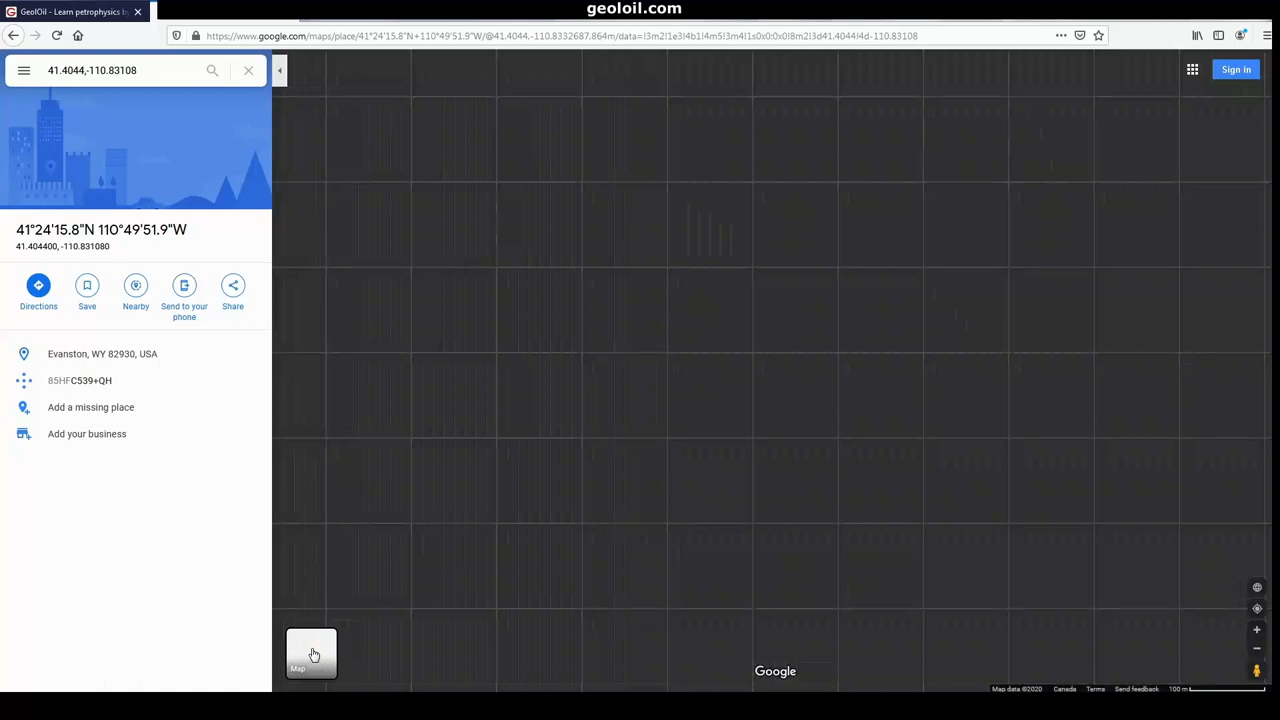 geoloil.com
GeolOil - Learn petrophysics b
https://www.google.com/maps/place/41°24'15.8"N+110°49'51.9"W/@41.4044,-110.8332687,864m/data=!3m2!1e3!4b1!4m5!3m4!1s0x0:0x0!8m2!3d41.4044!4d-110.83108
41.4044,-110.83108
Sign in
41°24'15.8"N 110°49'51.9"W
41.404400, -110.831080
Directions
Save
Nearby
Send to your
phone
Share
Evanston, WY 82930, USA
85HFC539+QH
Add a missing place
Add your business
Map
Google
Map data ©2020 Canada Terms Send feedback 100 m